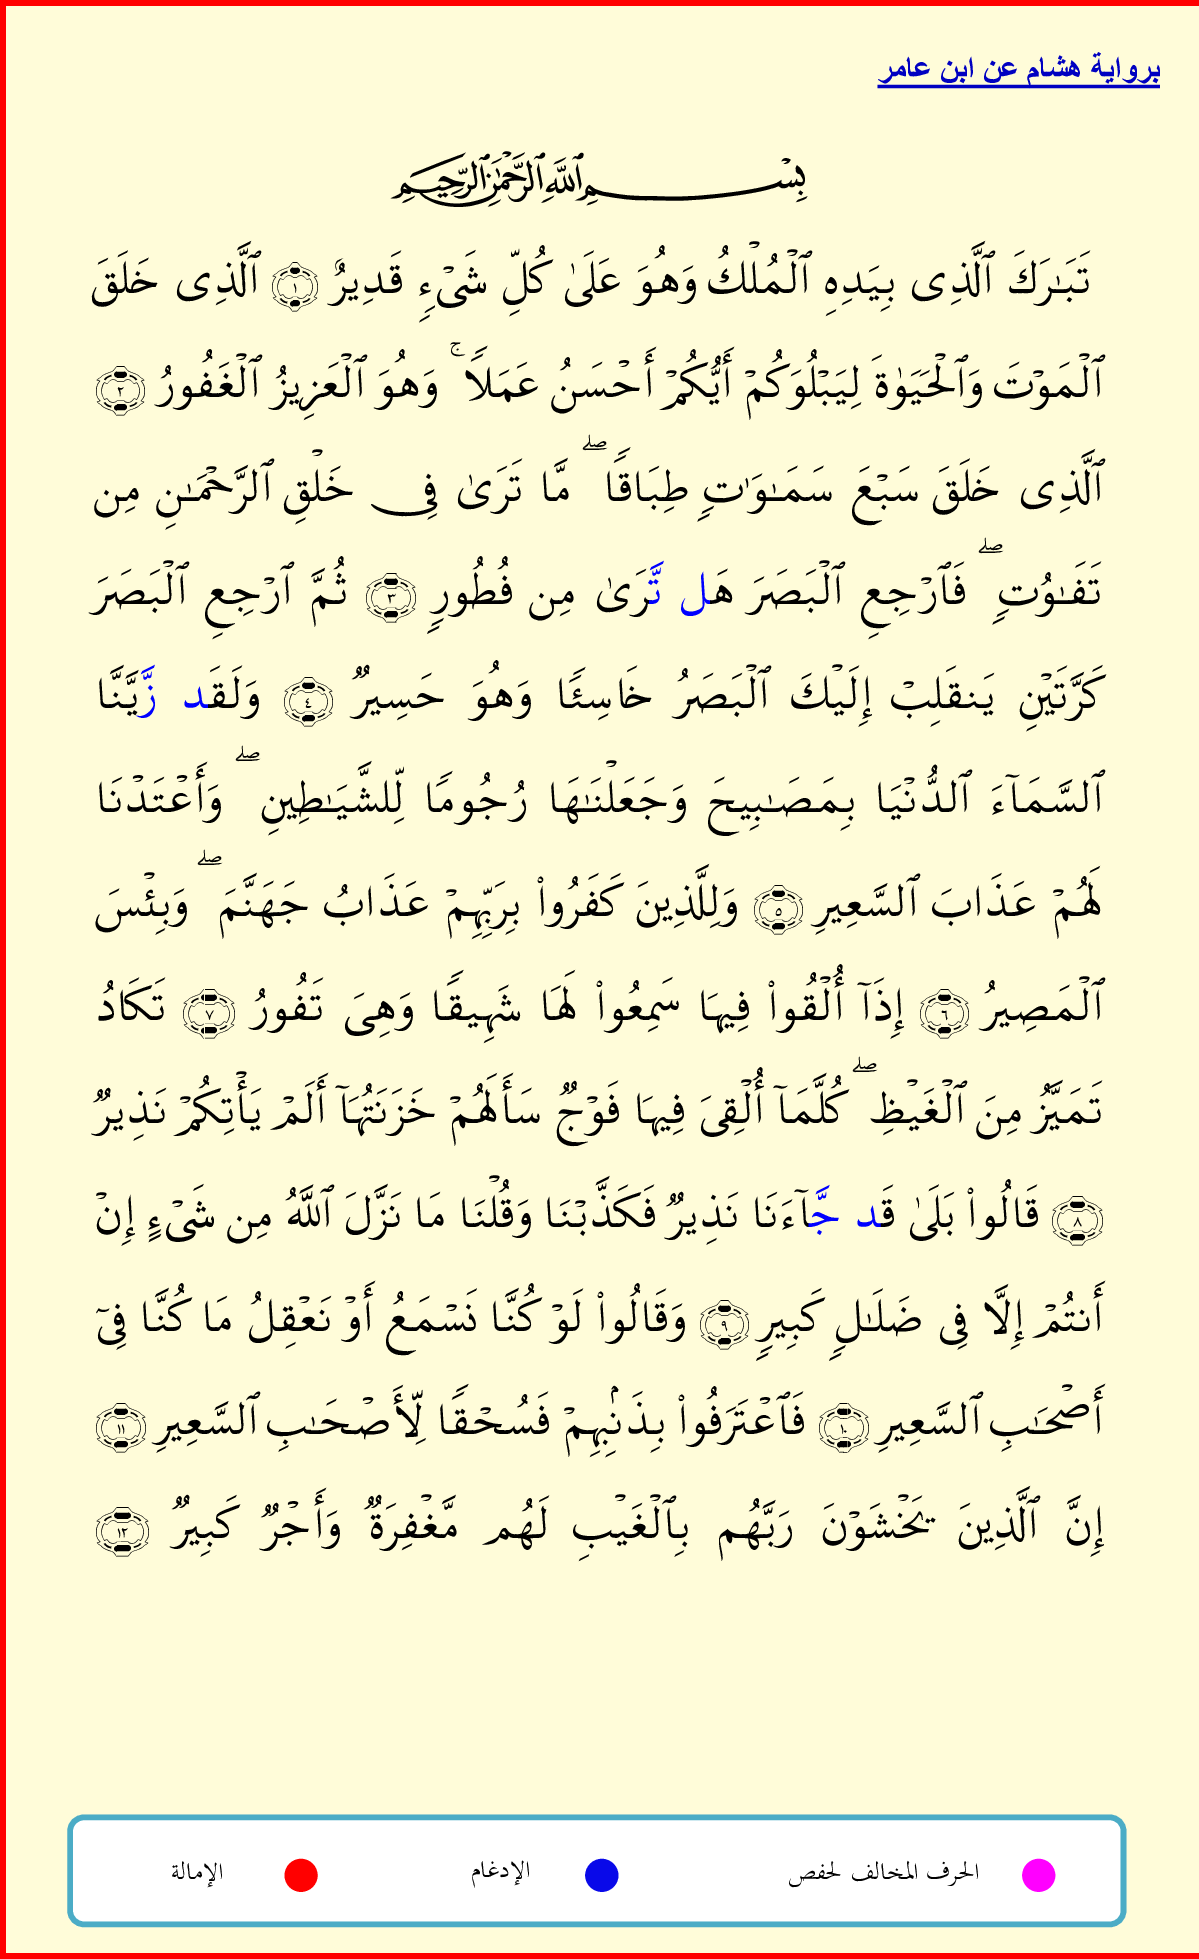 برواية هشام عن ابن عامر
بِسْمِ ٱللَّهِ ٱلرَّحْمَٰنِ ٱلرَّحِيمِ
تَبَٰرَكَ ٱلَّذِى بِيَدِهِ ٱلْمُلْكُ وَهُوَ عَلَىٰ كُلِّ شَىْءٍ قَدِيرٌ ١ ٱلَّذِى خَلَقَ
ٱلْمَوْتَ وَٱلْحَيَوٰةَ لِيَبْلُوَكُمْ أَيُّكُمْ أَحْسَنُ عَمَلًا ۚ وَهُوَ ٱلْعَزِيزُ ٱلْغَفُورُ ٢
ٱلَّذِى خَلَقَ سَبْعَ سَمَٰوَٰتٍ طِبَاقًا ۖ مَّا تَرَىٰ فِى خَلْقِ ٱلرَّحْمَٰنِ مِن
تَفَٰوُتٍ ۖ فَٱرْجِعِ ٱلْبَصَرَ هَل تَّرَىٰ مِن فُطُورٍ ٣ ثُمَّ ٱرْجِعِ ٱلْبَصَرَ
كَرَّتَيْنِ يَنقَلِبْ إِلَيْكَ ٱلْبَصَرُ خَاسِئًا وَهُوَ حَسِيرٌ ٤ وَلَقَد زَّيَّنَّا
ٱلسَّمَآءَ ٱلدُّنْيَا بِمَصَٰبِيحَ وَجَعَلْنَٰهَا رُجُومًا لِّلشَّيَٰطِينِ ۖ وَأَعْتَدْنَا
لَهُمْ عَذَابَ ٱلسَّعِيرِ ٥ وَلِلَّذِينَ كَفَرُوا۟ بِرَبِّهِمْ عَذَابُ جَهَنَّمَ ۖ وَبِئْسَ
ٱلْمَصِيرُ ٦ إِذَآ أُلْقُوا۟ فِيهَا سَمِعُوا۟ لَهَا شَهِيقًا وَهِىَ تَفُورُ ٧ تَكَادُ
تَمَيَّزُ مِنَ ٱلْغَيْظِ ۖ كُلَّمَآ أُلْقِىَ فِيهَا فَوْجٌ سَأَلَهُمْ خَزَنَتُهَآ أَلَمْ يَأْتِكُمْ نَذِيرٌ
٨ قَالُوا۟ بَلَىٰ قَد جَّآءَنَا نَذِيرٌ فَكَذَّبْنَا وَقُلْنَا مَا نَزَّلَ ٱللَّهُ مِن شَىْءٍ إِنْ
أَنتُمْ إِلَّا فِى ضَلَٰلٍ كَبِيرٍ ٩ وَقَالُوا۟ لَوْ كُنَّا نَسْمَعُ أَوْ نَعْقِلُ مَا كُنَّا فِىٓ
أَصْحَٰبِ ٱلسَّعِيرِ ١٠ فَٱعْتَرَفُوا۟ بِذَنۢبِهِمْ فَسُحْقًا لِّأَصْحَٰبِ ٱلسَّعِيرِ ١١
إِنَّ ٱلَّذِينَ يَخْشَوْنَ رَبَّهُم بِٱلْغَيْبِ لَهُم مَّغْفِرَةٌ وَأَجْرٌ كَبِيرٌ ١٢
الحرف المخالف لحفص الإدغام الإمالة